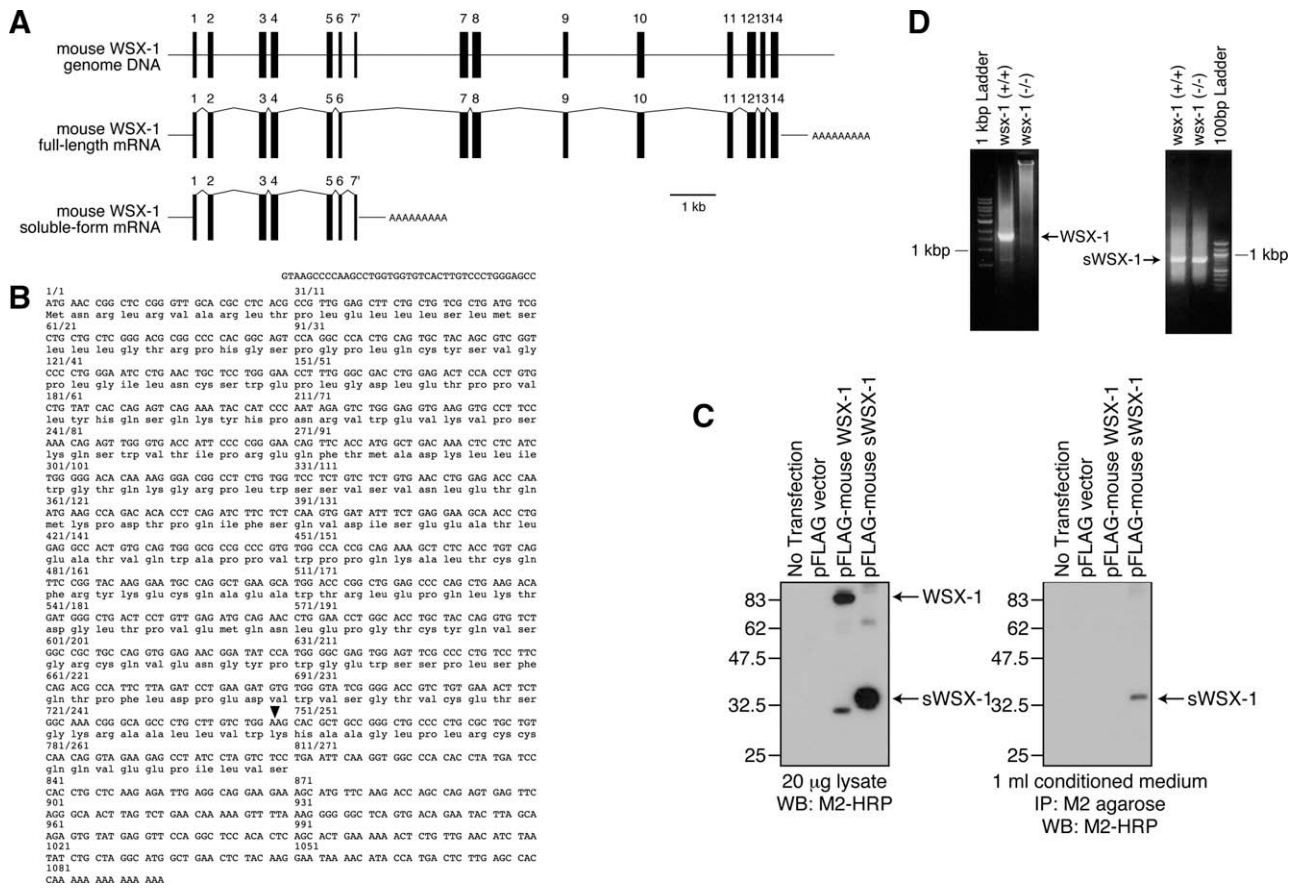 A
1 2 3 4 5 6 7' 7 8 9 10 11 12 13 14
mouse WSX-1
genome DNA
1 2 3 4 5 6 7 8 9 10 11 12 13 14
mouse WSX-1
full-length mRNA
AAAAAAAAA
1 2 3 4 5 6 7'
mouse WSX-1
soluble-form mRNA
AAAAAAAAA
1 kb
B
GTAAGCCCCAAGCCTGGTGGTGTCACTTGTCCCTGGGAGCC
1/1 31/11
ATG AAC CGG CTC CGG GTT GCA CGC CTC ACG CCG TTG GAG CTT CTG CTG TCG CTG ATG TCG
Met asn arg leu arg val ala arg leu thr pro leu glu leu leu leu ser leu met ser
61/21 91/31
CTG CTG CTC GGG ACG CGG CCC CAC GGC AGT CCA GGC CCA CTG CAG TGC TAC AGC GTC GGT
leu leu leu gly thr arg pro his gly ser pro gly pro leu gln cys tyr ser val gly
121/41 151/51
CCC CTG GGA ATC CTG AAC TGC TCC TGG GAA CCT TTG GGC GAC CTG GAG ACT CCA CCT GTG
pro leu gly ile leu asn cys ser trp glu pro leu gly asp leu glu thr pro pro val
181/61 211/71
CTG TAT CAC CAG AGT CAG AAA TAC CAT CCC AAT AGA GTC TGG GAG GTG AAG GTG CCT TCC
leu tyr his gln ser gln lys tyr his pro asn arg val trp glu val lys val pro ser
241/81 271/91
AAA CAG AGT TGG GTG ACC ATT CCC CGG GAA CAG TTC ACC ATG GCT GAC AAA CTC CTC ATC
lys gln ser trp val thr ile pro arg glu gln phe thr met ala asp lys leu leu ile
301/101 331/111
TGG GGG ACA CAA AAG GGA CGG CCT CTG TGG TCC TCT GTC TCT GTG AAC CTG GAG ACC CAA
trp gly thr gln lys gly arg pro leu trp ser ser val ser val asn leu glu thr gln
361/121 391/131
ATG AAG CCA GAC ACA CCT CAG ATC TTC TCT CAA GTG GAT ATT TCT GAG GAA GCA ACC CTG
met lys pro asp thr pro gln ile phe ser gln val asp ile ser glu glu ala thr leu
421/141 451/151
GAG GCC ACT GTG CAG TGG GCG CCG CCC GTG TGG CCA CCG CAG AAA GCT CTC ACC TGT CAG
glu ala thr val gln trp ala pro pro val trp pro pro gln lys ala leu thr cys gln
481/161 511/171
TTC CGG TAC AAG GAA TGC CAG GCT GAA GCA TGG ACC CGG CTG GAG CCC CAG CTG AAG ACA
phe arg tyr lys glu cys gln ala glu ala trp thr arg leu glu pro gln leu lys thr
541/181 571/191
GAT GGG CTG ACT CCT GTT GAG ATG CAG AAC CTG GAA CCT GGC ACC TGC TAC CAG GTG TCT
asp gly leu thr pro val glu met gln asn leu glu pro gly thr cys tyr gln val ser
601/201 631/211
GGC CGC TGC CAG GTG GAG AAC GGA TAT CCA TGG GGC GAG TGG AGT TCG CCC CTG TCC TTC
gly arg cys gln val glu asn gly tyr pro trp gly glu trp ser ser pro leu ser phe
661/221 691/231
CAG ACG CCA TTC TTA GAT CCT GAA GAT GTG TGG GTA TCG GGG ACC GTC TGT GAA ACT TCT
gln thr pro phe leu asp pro glu asp val trp val ser gly thr val cys glu thr ser
721/241 751/251
GGC AAA CGG GCA GCC CTG CTT GTC TGG AAG CAC GCT GCC GGG CTG CCC CTG CGC TGC TGT
gly lys arg ala ala leu leu val trp lys his ala ala gly leu pro leu arg cys cys
781/261 811/271
CAA CAG GTA GAA GAG CCT ATC CTA GTC TCC TGA ATT CAA GGT GGC CCA CAC CTA TGA TCC
gln gln val glu glu pro ile leu val ser
841 871
CAC CTG CTC AAG AGA TTG AGG CAG GAA GAA AGC ATG TTC AAG ACC AGC CAG AGT GAG TTC
901 931
AGG GCA ACT TAG TCT GAA CAA AAA GTT TTA AAG GGG GGC TCA GTG ACA GAA TAC TTA GCA
961 991
AGA GTG TAT GAG GTT CCA GGC TCC ACA CTC AGC ACT GAA AAA ACT CTG TTG AAC ATC TAA
1021 1051
TAT CTG CTA GGC ATG GCT GAA CTC TAC AAG GAA TAA AAC ATA CCA TGA CTC TTG AGC CAC
1081
CAA AAA AAA AAA AAA
D
1 kbp Ladder
wsx-1 (+/+)
wsx-1 (-/-)
wsx-1 (+/+)
wsx-1 (-/-)
100bp Ladder
1 kbp
WSX-1
sWSX-1
1 kbp
C
No Transfection
pFLAG vector
pFLAG-mouse WSX-1
pFLAG-mouse sWSX-1
83
62
47.5
32.5
25
WSX-1
sWSX-1
20 μg lysate
WB: M2-HRP
No Transfection
pFLAG vector
pFLAG-mouse WSX-1
pFLAG-mouse sWSX-1
83
62
47.5
32.5
25
sWSX-1
1 ml conditioned medium
IP: M2 agarose
WB: M2-HRP